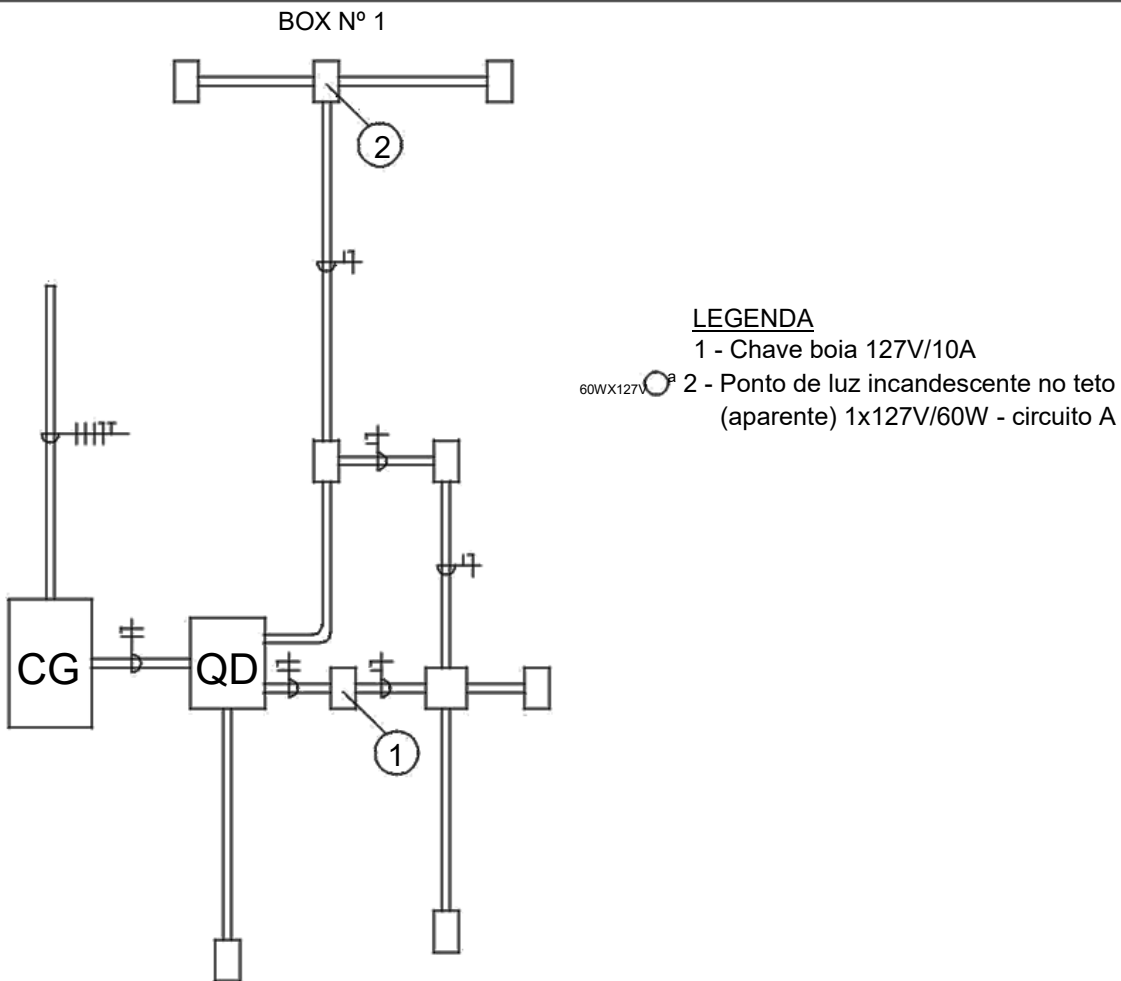 BOX Nº 1
2
LEGENDA
1 - Chave boia 127V/10A
60WX127V a 2 - Ponto de luz incandescente no teto
(aparente) 1x127V/60W - circuito A
CG
QD
1